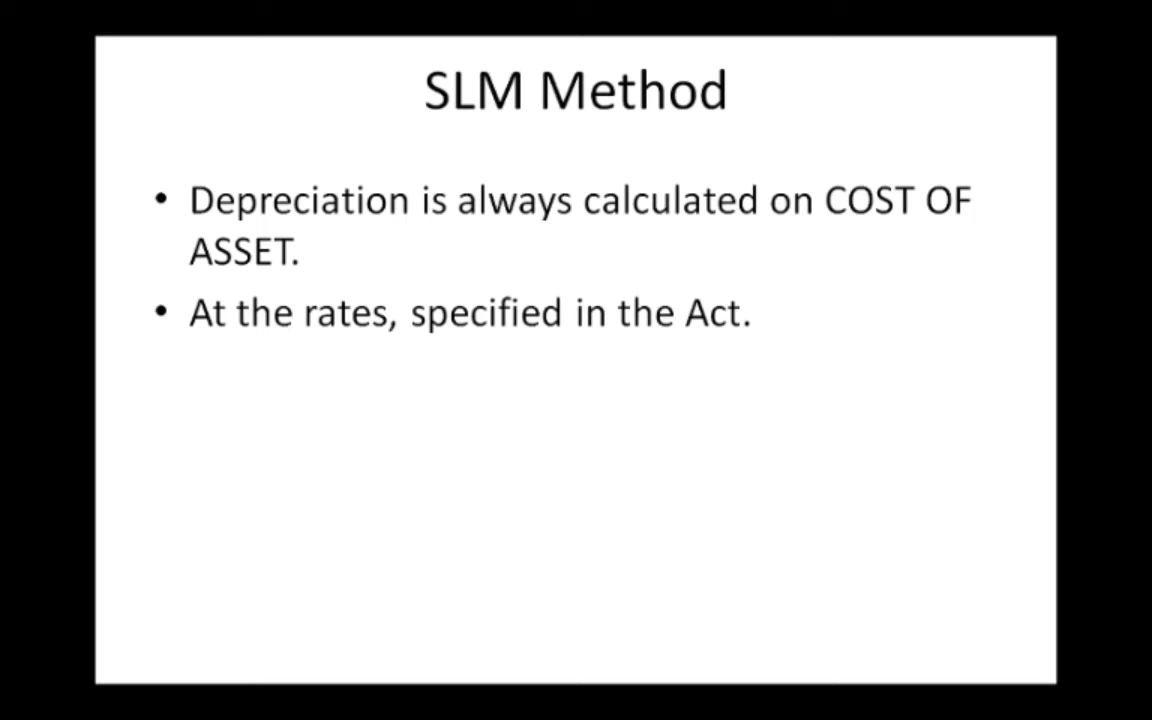 SLM Method
• Depreciation is always calculated on COST OF
ASSET.
• At the rates, specified in the Act.